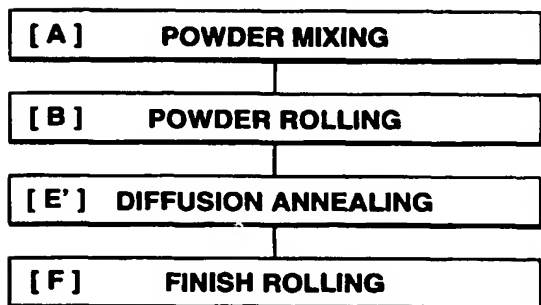 [ A ] POWDER MIXING
[ B ] POWDER ROLLING
[ E' ] DIFFUSION ANNEALING
[ F ] FINISH ROLLING